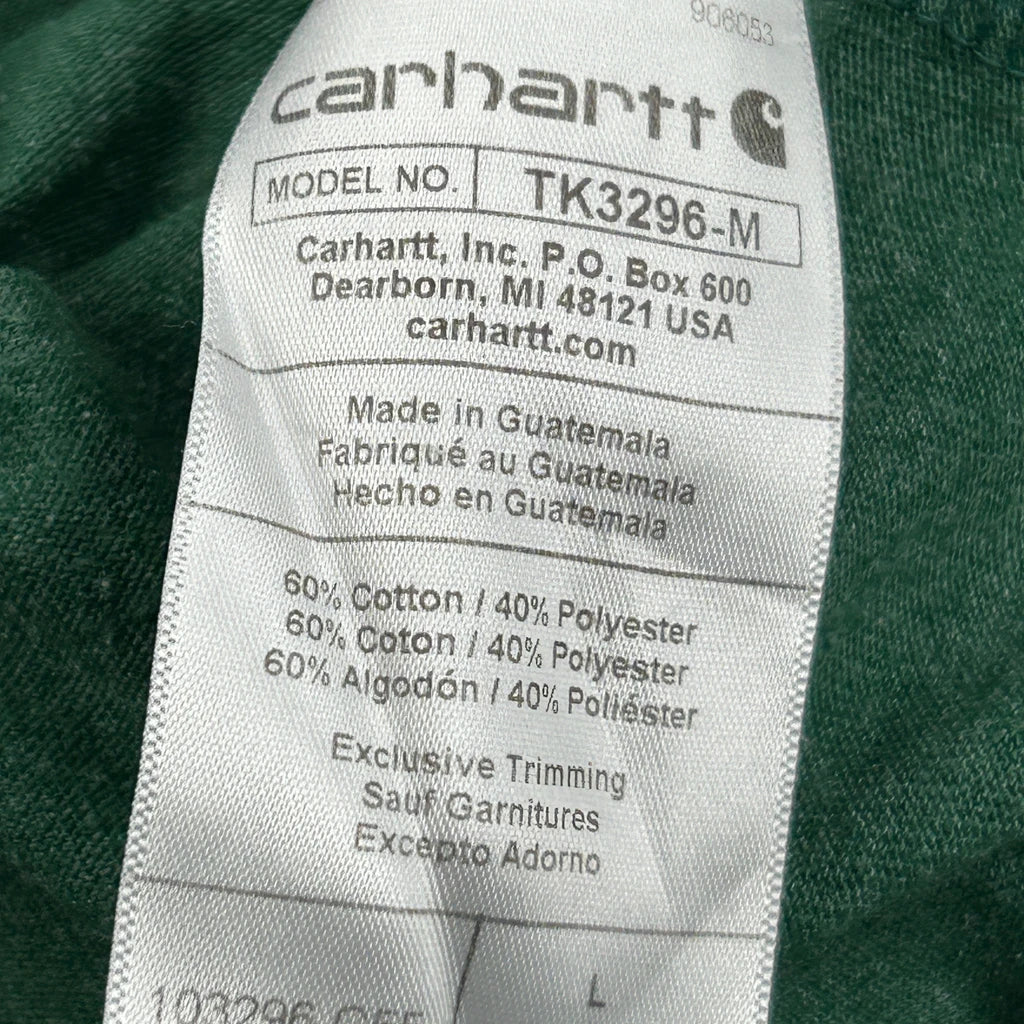 906053
carhartt
MODEL NO. TK3296-M
Carhartt, Inc. P.O. Box 600
Dearborn, MI 48121 USA
carhartt.com
Made in Guatemala
Fabriqué au Guatemala
Hecho en Guatemala
60% Cotton / 40% Polyester
60% Coton / 40% Polyester
60% Algodón / 40% Poliéster
Exclusive Trimming
Sauf Garnitures
Excepto Adorno
L